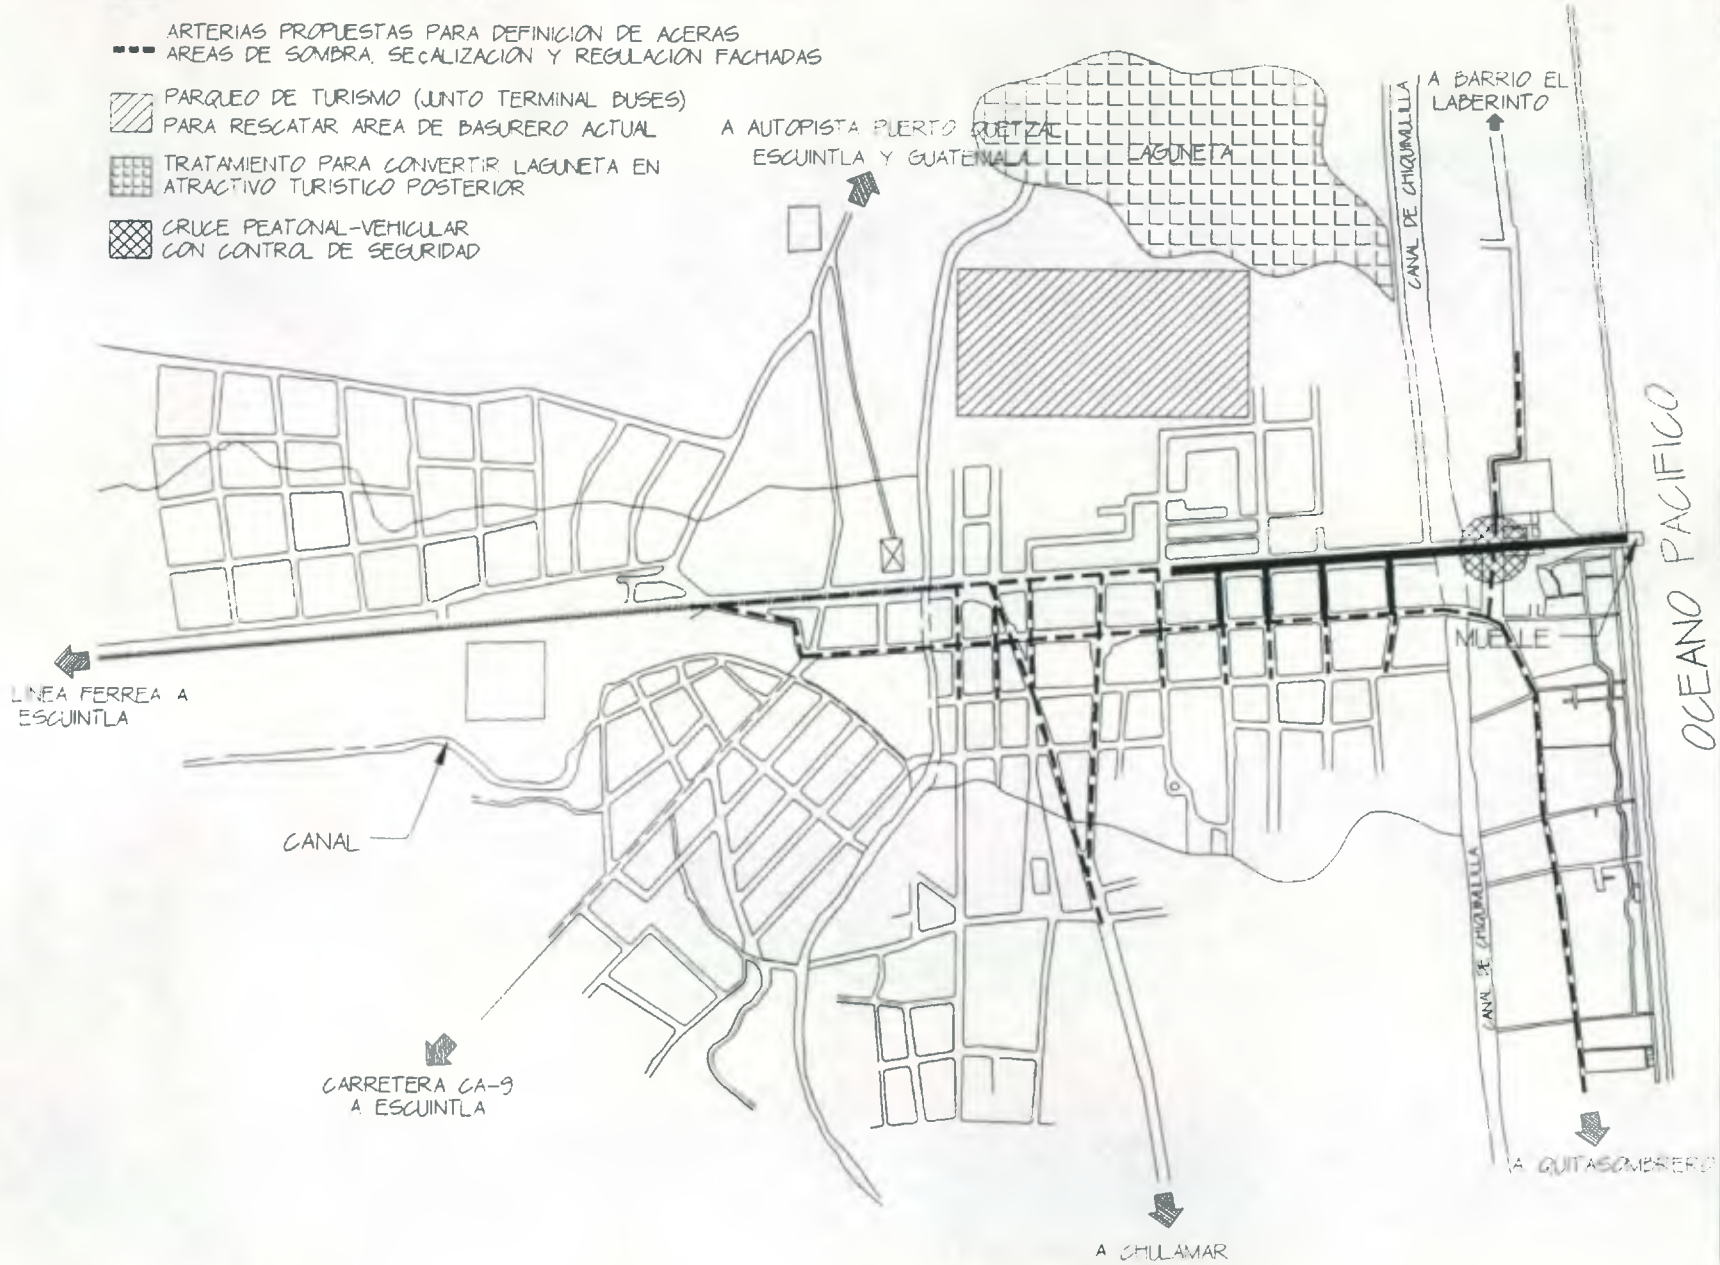 ARTERIAS PROPUESTAS PARA DEFINICION DE ACERAS
AREAS DE SOMBRA, SEcALIZACION Y REGULACION FACHADAS
PARQUEO DE TURISMO (JUNTO TERMINAL BUSES)
PARA RESCATAR AREA DE BASURERO ACTUAL
TRATAMIENTO PARA CONVERTIR LAGUNETA EN
ATRACTIVO TURISTICO POSTERIOR
CRUCE PEATONAL-VEHICULAR
CON CONTROL DE SEGURIDAD
A AUTOPISTA PUERTO QUETZAL
ESCUINTLA Y GUATEMALA
LAGUNETA
CANAL DE CHIQUIMULILLA
A BARRIO EL
LABERINTO
OCEANO PACIFICO
MUELLE
LINEA FERREA A
ESCUINTLA
CANAL
CANAL DE CHIQUIMULILLA
CARRETERA CA-9
A ESCUINTLA
A QUITASOMBRERO
A CHULAMAR